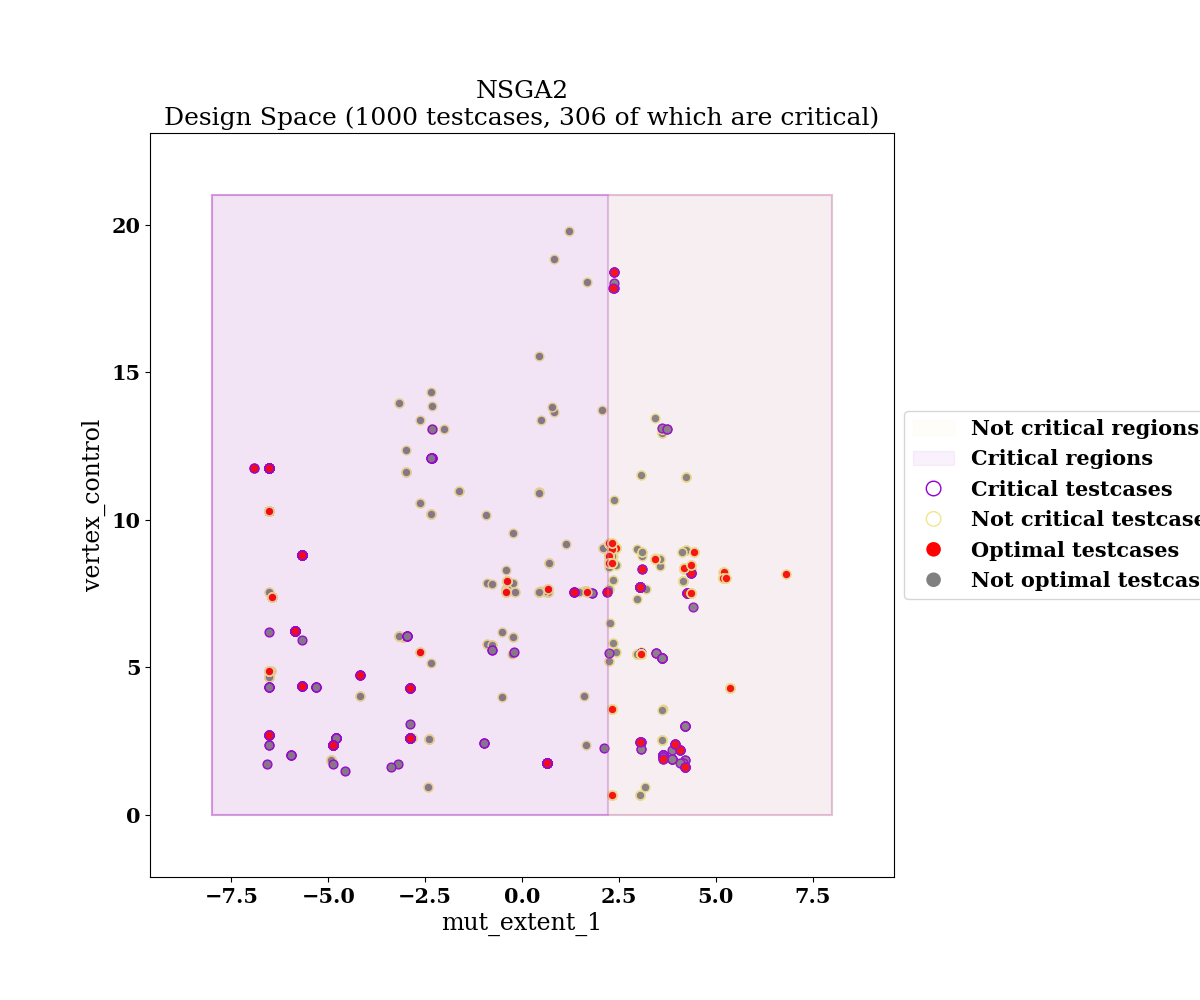 NSGA2
Design Space (1000 testcases, 306 of which are critical)
20
15
10
5
0
vertex_control
−7.5 −5.0 −2.5 0.0 2.5 5.0 7.5
mut_extent_1
Not critical regions
Critical regions
Critical testcases
Not critical testcase
Optimal testcases
Not optimal testcas